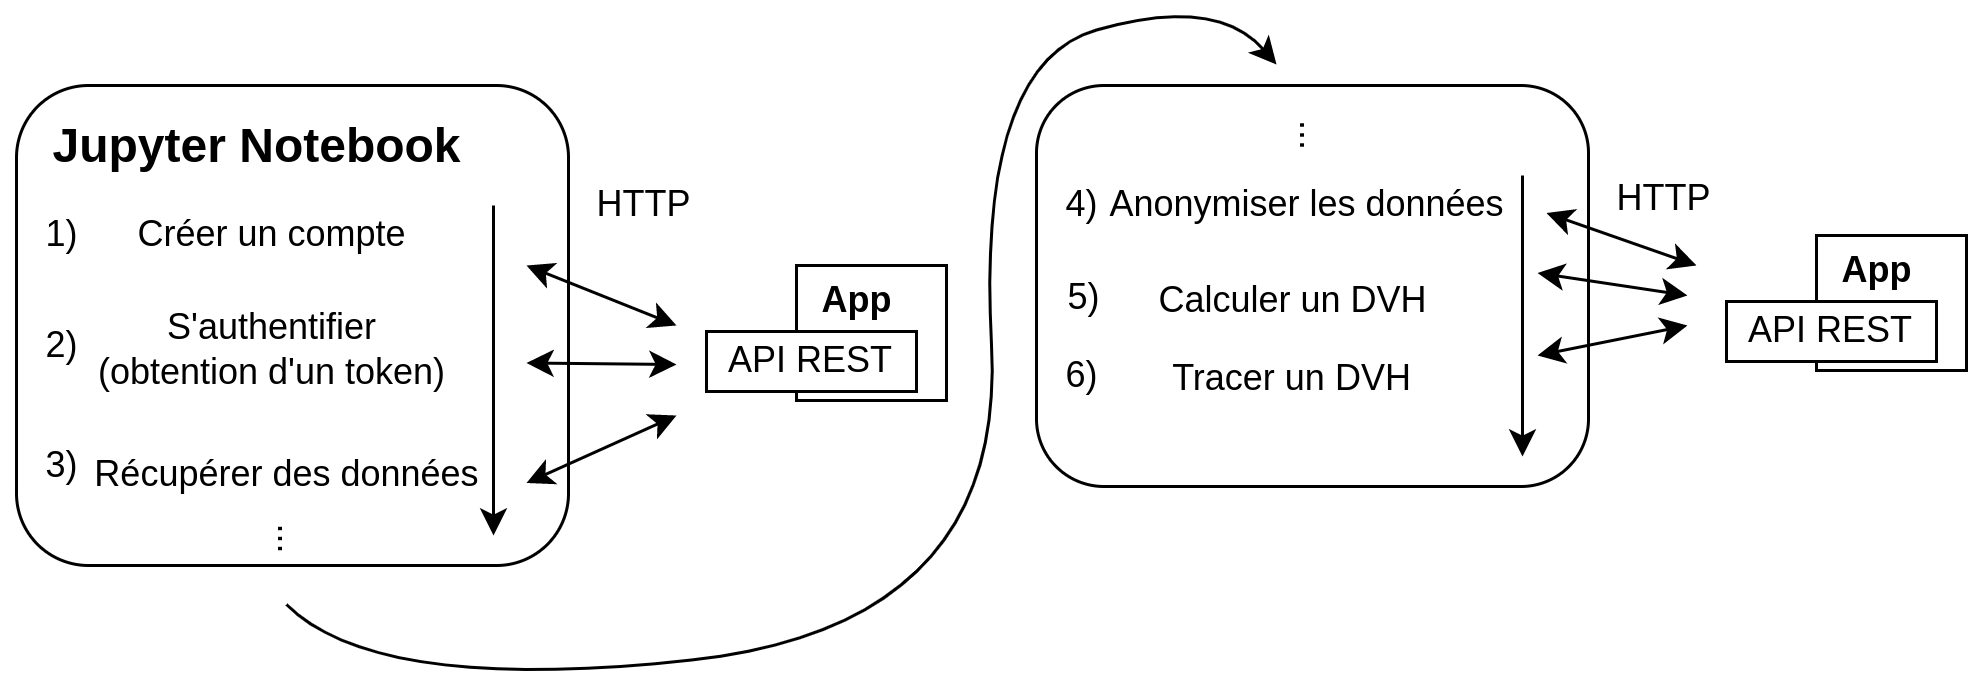 Jupyter Notebook
1) Créer un compte
2) S'authentifier
(obtention d'un token)
3) Récupérer des données
...
HTTP
App
API REST
...
4) Anonymiser les données
5) Calculer un DVH
6) Tracer un DVH
HTTP
App
API REST